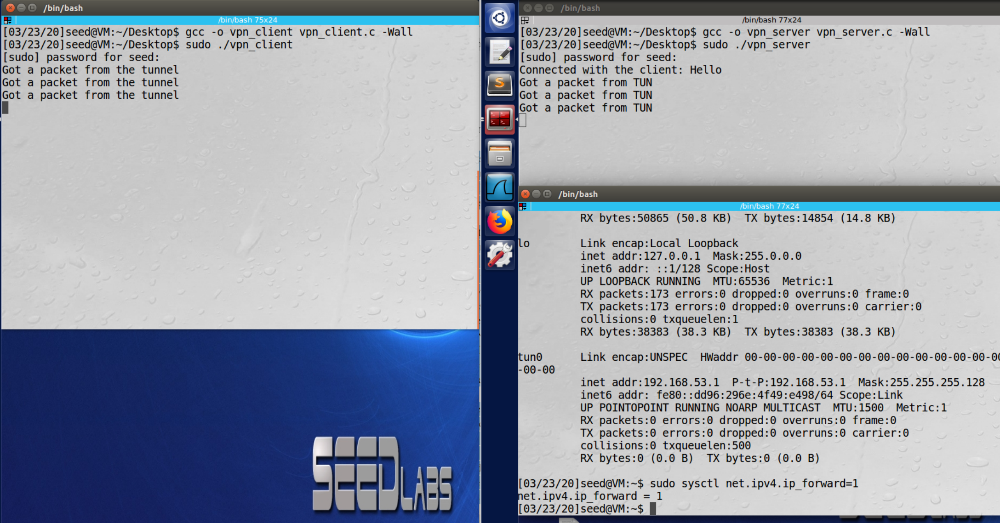 /bin/bash
/bin/bash 75x24
[03/23/20]seed@VM:~/Desktop$ gcc -o vpn_client vpn_client.c -Wall
[03/23/20]seed@VM:~/Desktop$ sudo ./vpn_client
[sudo] password for seed:
Got a packet from the tunnel
Got a packet from the tunnel
Got a packet from the tunnel
SEEDLABS
/bin/bash
/bin/bash 77x24
[03/23/20]seed@VM:~/Desktop$ gcc -o vpn_server vpn_server.c -Wall
[03/23/20]seed@VM:~/Desktop$ sudo ./vpn_server
[sudo] password for seed:
Connected with the client: Hello
Got a packet from TUN
Got a packet from TUN
Got a packet from TUN
/bin/bash
/bin/bash 77x24
RX bytes:50865 (50.8 KB)  TX bytes:14854 (14.8 KB)
lo        Link encap:Local Loopback
inet addr:127.0.0.1  Mask:255.0.0.0
inet6 addr: ::1/128 Scope:Host
UP LOOPBACK RUNNING  MTU:65536  Metric:1
RX packets:173 errors:0 dropped:0 overruns:0 frame:0
TX packets:173 errors:0 dropped:0 overruns:0 carrier:0
collisions:0 txqueuelen:1
RX bytes:38383 (38.3 KB)  TX bytes:38383 (38.3 KB)
tun0      Link encap:UNSPEC  HWaddr 00-00-00-00-00-00-00-00-00-00-00-00-00-00
-00-00
inet addr:192.168.53.1  P-t-P:192.168.53.1  Mask:255.255.255.128
inet6 addr: fe80::dd96:296e:4f49:e498/64 Scope:Link
UP POINTOPOINT RUNNING NOARP MULTICAST  MTU:1500  Metric:1
RX packets:0 errors:0 dropped:0 overruns:0 frame:0
TX packets:0 errors:0 dropped:0 overruns:0 carrier:0
collisions:0 txqueuelen:500
RX bytes:0 (0.0 B)  TX bytes:0 (0.0 B)
[03/23/20]seed@VM:~$ sudo sysctl net.ipv4.ip_forward=1
net.ipv4.ip_forward = 1
[03/23/20]seed@VM:~$